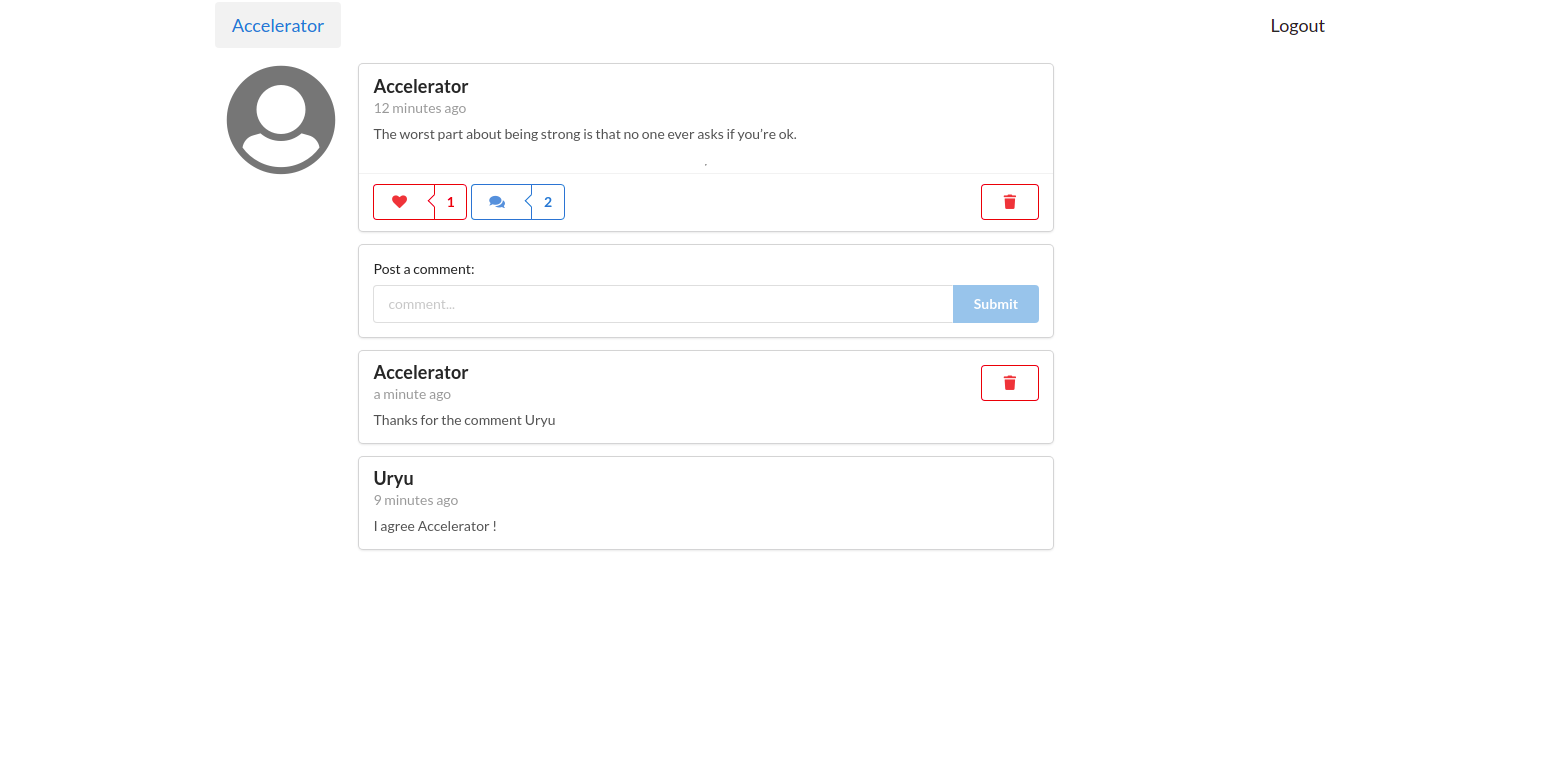 Accelerator
Logout
Accelerator
12 minutes ago
The worst part about being strong is that no one ever asks if you're ok.
.
1
2
Post a comment:
comment...
Submit
Accelerator
a minute ago
Thanks for the comment Uryu
Uryu
9 minutes ago
I agree Accelerator !